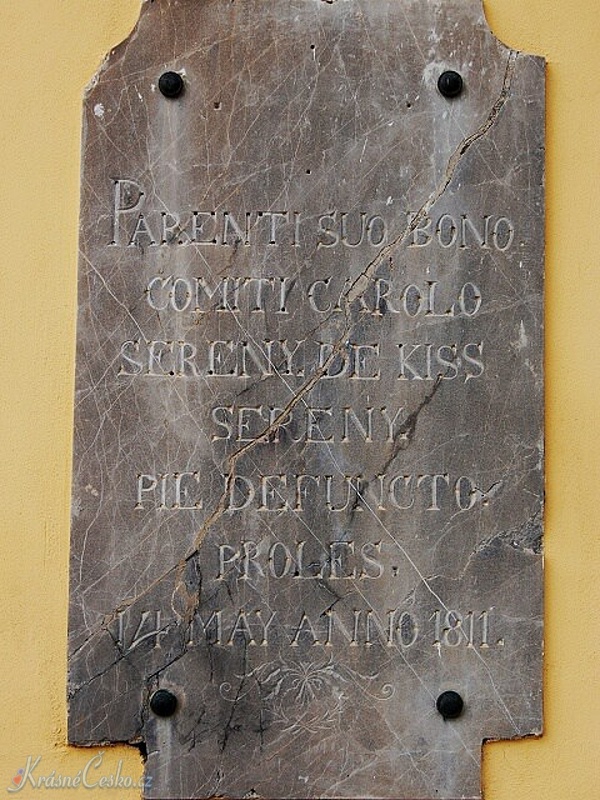 PARENTI SUO BONO
COMITI CAROLO
SERENY DE KISS
SERENY.
PIE DEFUNCTO.
PROLES.
14 MAY ANNO 1811.
KrásnéČesko.cz